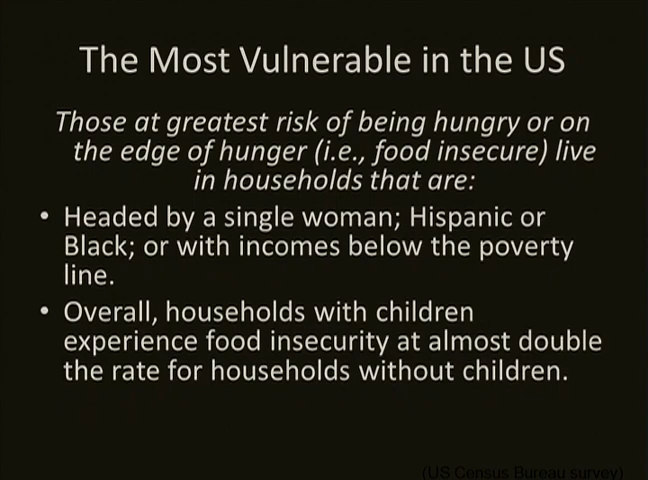 The Most Vulnerable in the US
Those at greatest risk of being hungry or on
the edge of hunger (i.e., food insecure) live
in households that are:
• Headed by a single woman; Hispanic or
Black; or with incomes below the poverty
line.
• Overall, households with children
experience food insecurity at almost double
the rate for households without children.
(US Census Bureau survey)